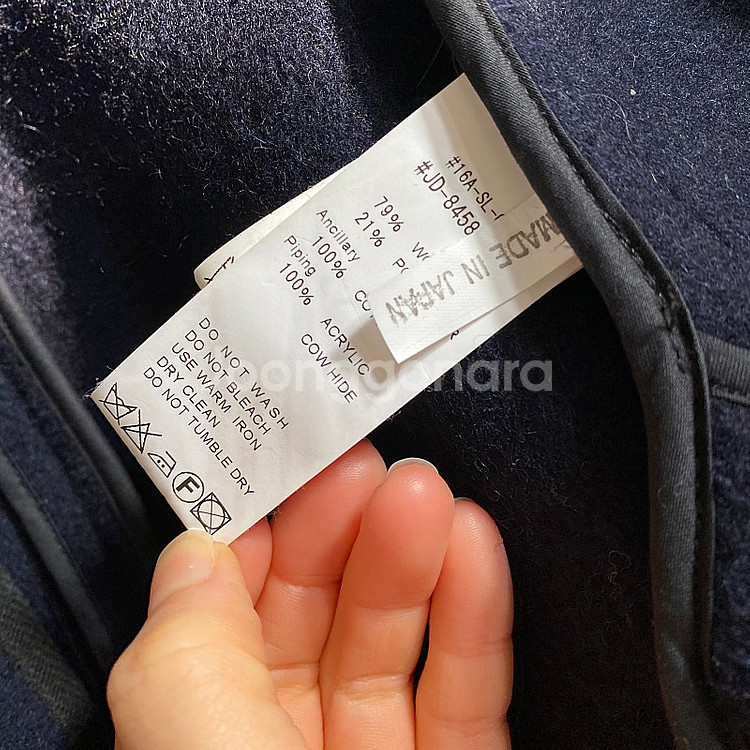 #16A-SL-
#JD-8458
79%
21%
Ancillary
100%
Piping
100% ACRYLIC
COWHIDE
MADE IN JAPAN
DO NOT WASH
DO NOT BLEACH
USE WARM IRON
DRY CLEAN
DO NOT TUMBLE DRY
F